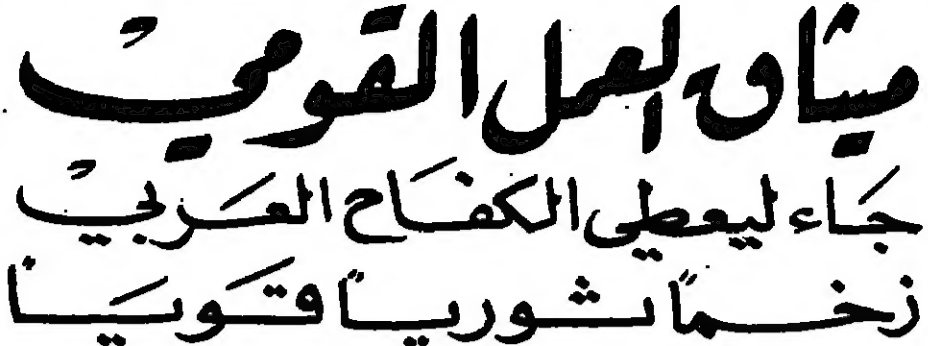 ميثاق العمل القومي
جاء ليعطي الكفاح العربي
زخماً ثورياً قوياً